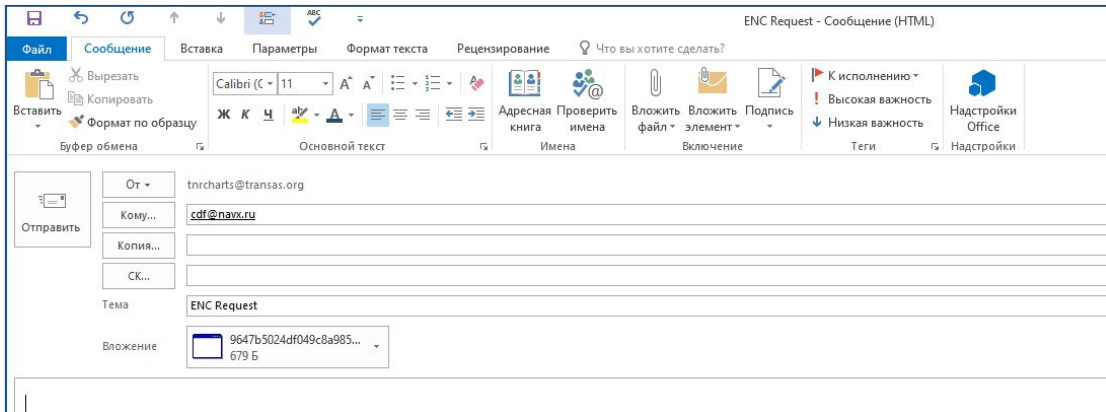 ABC
ENC Request - Сообщение (HTML)
Файл Сообщение Вставка Параметры Формат текста Рецензирование Что вы хотите сделать?
Вставить
Вырезать
Копировать
Формат по образцу
Буфер обмена
Calibri (С 11
Ж К Ч
Основной текст
Адресная книга
Проверить имена
Имена
Вложить файл
Вложить элемент
Подпись
Включение
К исполнению
Высокая важность
Низкая важность
Теги
Надстройки Office
Надстройки
Отправить
От tnrcharts@transas.org
Кому... cdf@navx.ru
Копия...
СК...
Тема ENC Request
Вложение 9647b5024df049c8a985...
679 Б